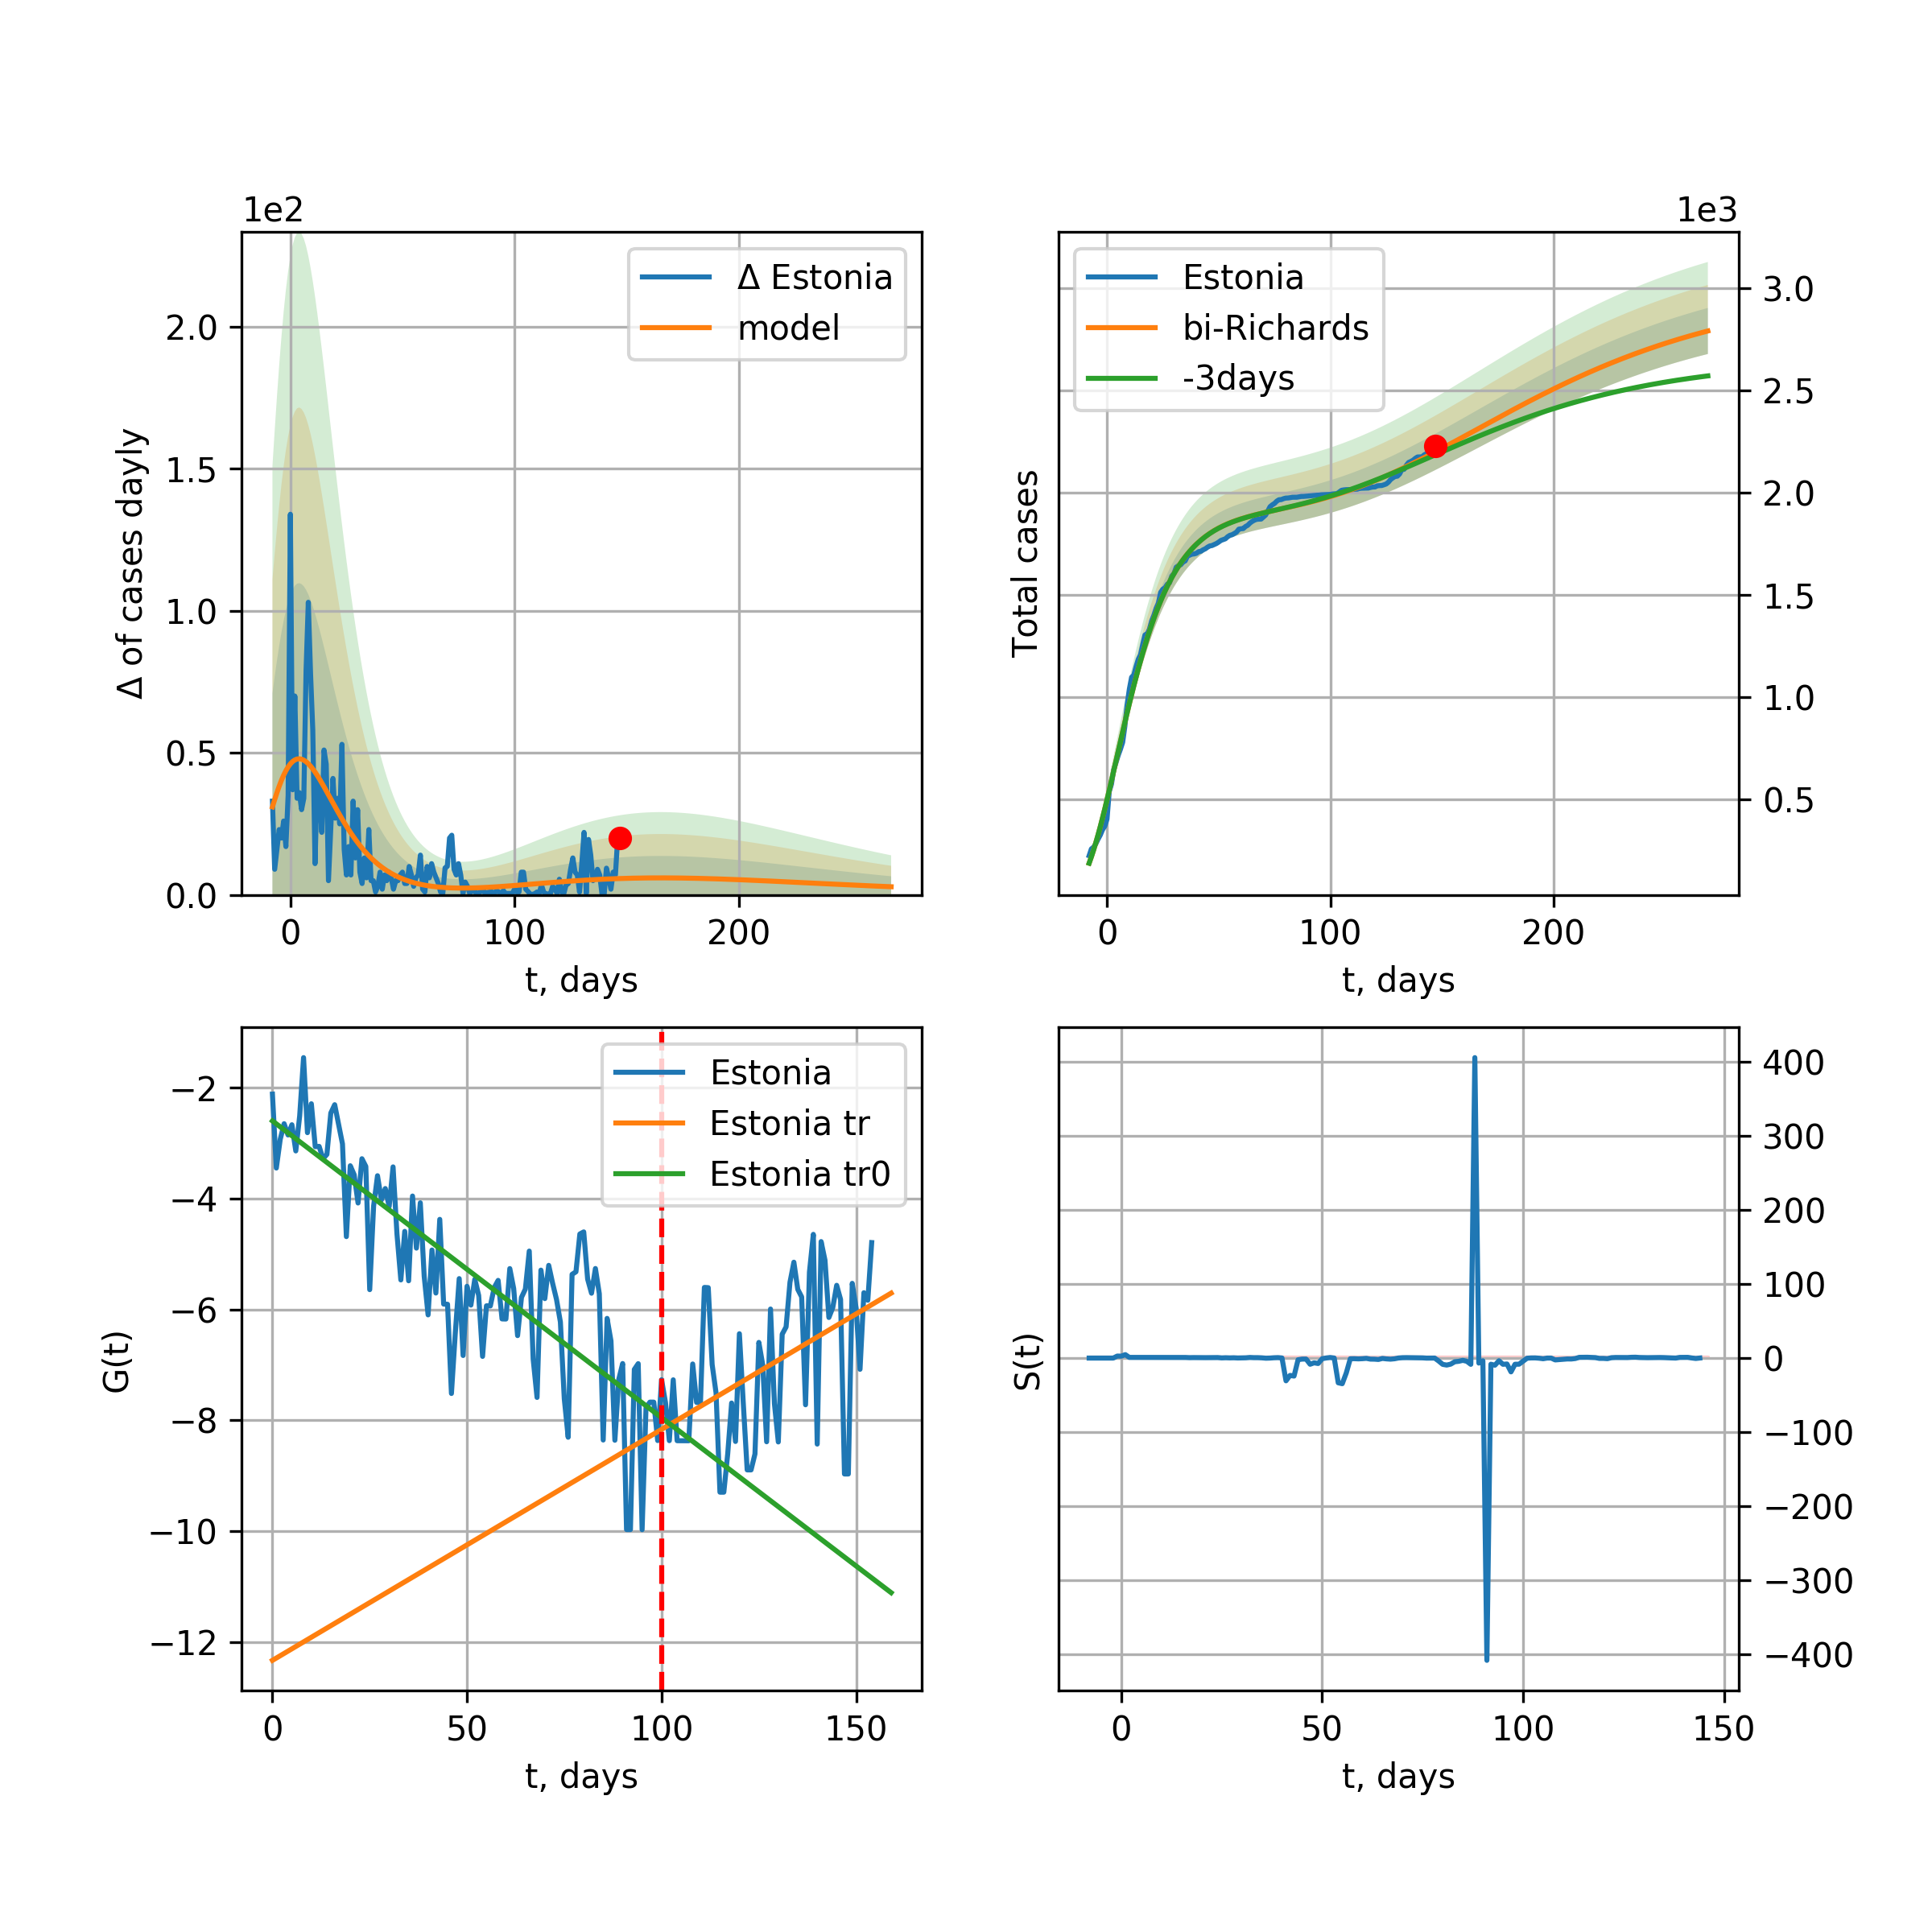 1e2
Δ of cases dayly
2.0
1.5
1.0
0.5
0.0
Δ Estonia
model
0 100 200
t, days
1e3
Total cases
Estonia
bi-Richards
-3days
3.0
2.5
2.0
1.5
1.0
0.5
0 100 200
t, days
G(t)
−2
−4
−6
−8
−10
−12
Estonia
Estonia tr
Estonia tr0
0 50 100 150
t, days
S(t)
400
300
200
100
0
−100
−200
−300
−400
0 50 100 150
t, days